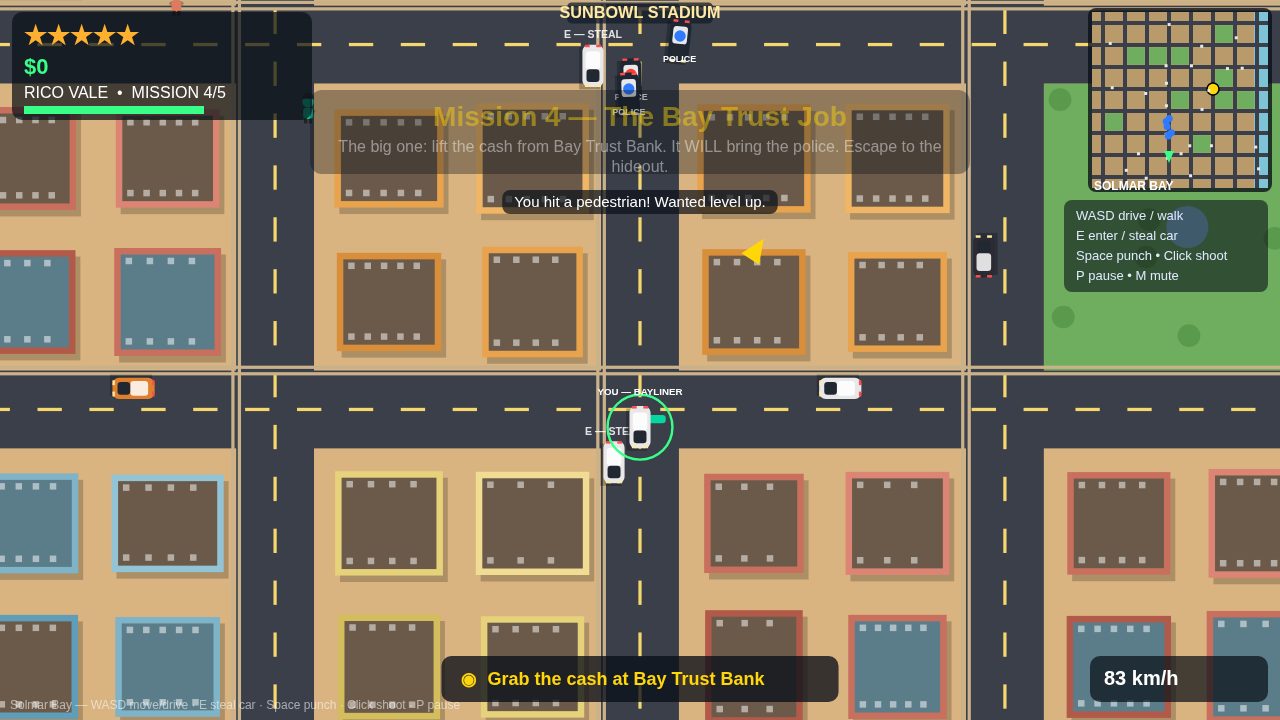 ★★★★★
$0
RICO VALE • MISSION 4/5
SUNBOWL STADIUM
E — STEAL
POLICE
POLICE
Mission 4 — The Bay Trust Job
The big one: lift the cash from Bay Trust Bank. It WILL bring the police. Escape to the
hideout.
You hit a pedestrian! Wanted level up.
SOLMAR BAY
WASD drive / walk
E enter / steal car
Space punch • Click shoot
P pause • M mute
YOU — BAYLINER
E — STE
◉ Grab the cash at Bay Trust Bank
83 km/h
Solmar Bay — WASD move/drive · E steal car · Space punch · Click shoot · P pause